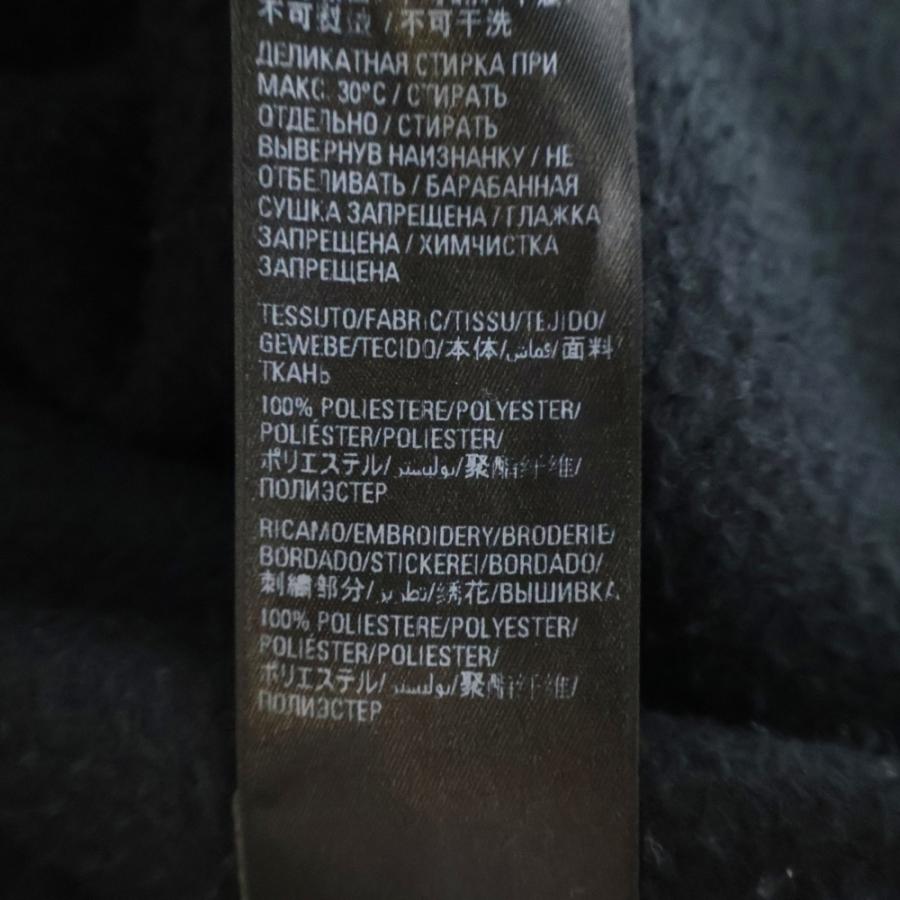 不可熨烫 / 不可干洗
ДЕЛИКАТНАЯ СТИРКА ПРИ
МАКС. 30°C / СТИРАТЬ
ОТДЕЛЬНО / СТИРАТЬ
ВЫВЕРНУВ НАИЗНАНКУ / НЕ
ОТБЕЛИВАТЬ / БАРАБАННАЯ
СУШКА ЗАПРЕЩЕНА / ГЛАЖКА
ЗАПРЕЩЕНА / ХИМЧИСТКА
ЗАПРЕЩЕНА
TESSUTO/FABRIC/TISSU/TEJIDO/
GEWEBE/TECIDO/本体/قماش/面料/
ТКАНЬ
100% POLIESTERE/POLYESTER/
POLIÉSTER/POLIESTER/
ポリエステル/بوليستر/聚酯纤维/
ПОЛИЭСТЕР
RICAMO/EMBROIDERY/BRODERIE/
BORDADO/STICKEREI/BORDADO/
刺繍部分/تطريز/绣花/ВЫШИВКА
100% POLIESTERE/POLYESTER/
POLIÉSTER/POLIESTER/
ポリエステル/بوليستر/聚酯纤维/
ПОЛИЭСТЕР